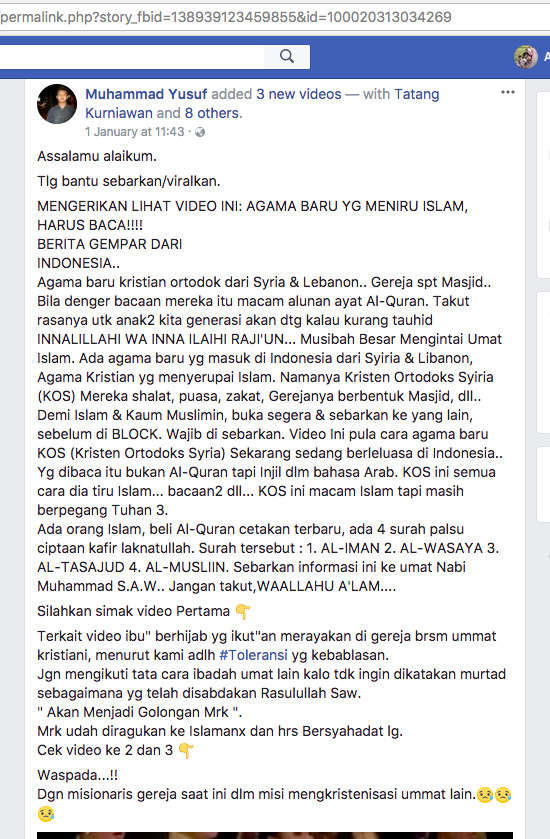 /permalink.php?story_fbid=138939123459855&id=100020313034269
A
Muhammad Yusuf added 3 new videos — with Tatang
Kurniawan and 8 others.
1 January at 11:43 ·
Assalamu alaikum.
Tlg bantu sebarkan/viralkan.
MENGERIKAN LIHAT VIDEO INI: AGAMA BARU YG MENIRU ISLAM,
HARUS BACA!!!!
BERITA GEMPAR DARI
INDONESIA..
Agama baru kristian ortodok dari Syria & Lebanon.. Gereja spt Masjid..
Bila denger bacaan mereka itu macam alunan ayat Al-Quran. Takut
rasanya utk anak2 kita generasi akan dtg kalau kurang tauhid
INNALILLAHI WA INNA ILAIHI RAJI'UN... Musibah Besar Mengintai Umat
Islam. Ada agama baru yg masuk di Indonesia dari Syiria & Libanon,
Agama Kristian yg menyerupai Islam. Namanya Kristen Ortodoks Syiria
(KOS) Mereka shalat, puasa, zakat, Gerejanya berbentuk Masjid, dll..
Demi Islam & Kaum Muslimin, buka segera & sebarkan ke yang lain,
sebelum di BLOCK. Wajib di sebarkan. Video Ini pula cara agama baru
KOS (Kristen Ortodoks Syria) Sekarang sedang berleluasa di Indonesia..
Yg dibaca itu bukan Al-Quran tapi Injil dlm bahasa Arab. KOS ini semua
cara dia tiru Islam... bacaan2 dll... KOS ini macam Islam tapi masih
berpegang Tuhan 3.
Ada orang Islam, beli Al-Quran cetakan terbaru, ada 4 surah palsu
ciptaan kafir laknatullah. Surah tersebut : 1. AL-IMAN 2. AL-WASAYA 3.
AL-TASAJUD 4. AL-MUSLIIN. Sebarkan informasi ini ke umat Nabi
Muhammad S.A.W.. Jangan takut,WAALLAHU A'LAM....
Silahkan simak video Pertama 👇
Terkait video ibu" berhijab yg ikut"an merayakan di gereja brsm ummat
kristiani, menurut kami adlh #Toleransi yg kebablasan.
Jgn mengikuti tata cara ibadah umat lain kalo tdk ingin dikatakan murtad
sebagaimana yg telah disabdakan Rasulullah Saw.
" Akan Menjadi Golongan Mrk ".
Mrk udah diragukan ke Islamanx dan hrs Bersyahadat lg.
Cek video ke 2 dan 3 👇
Waspada...!!
Dgn misionaris gereja saat ini dlm misi mengkristenisasi ummat lain.😢😢
😢